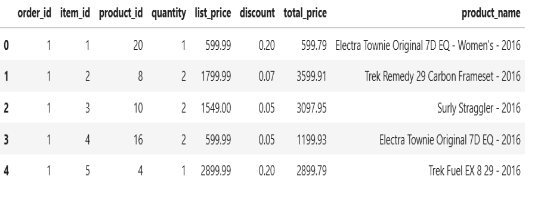 order_id item_id product_id quantity list_price discount total_price product_name
0 1 1 20 1 599.99 0.20 599.79 Electra Townie Original 7D EQ - Women's - 2016
1 1 2 8 2 1799.99 0.07 3599.91 Trek Remedy 29 Carbon Frameset - 2016
2 1 3 10 2 1549.00 0.05 3097.95 Surly Straggler - 2016
3 1 4 16 2 599.99 0.05 1199.93 Electra Townie Original 7D EQ - 2016
4 1 5 4 1 2899.99 0.20 2899.79 Trek Fuel EX 8 29 - 2016